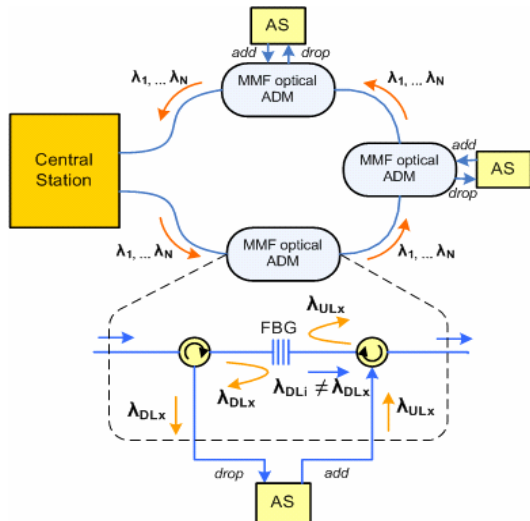 AS
add
drop
λ1, ... λN
MMF optical
ADM
λ1, ... λN
Central
Station
MMF optical
ADM
add
drop
AS
λ1, ... λN
MMF optical
ADM
λ1, ... λN
λULx
FBG
λDLx
λDLi ≠ λDLx
λDLx
λULx
drop
add
AS